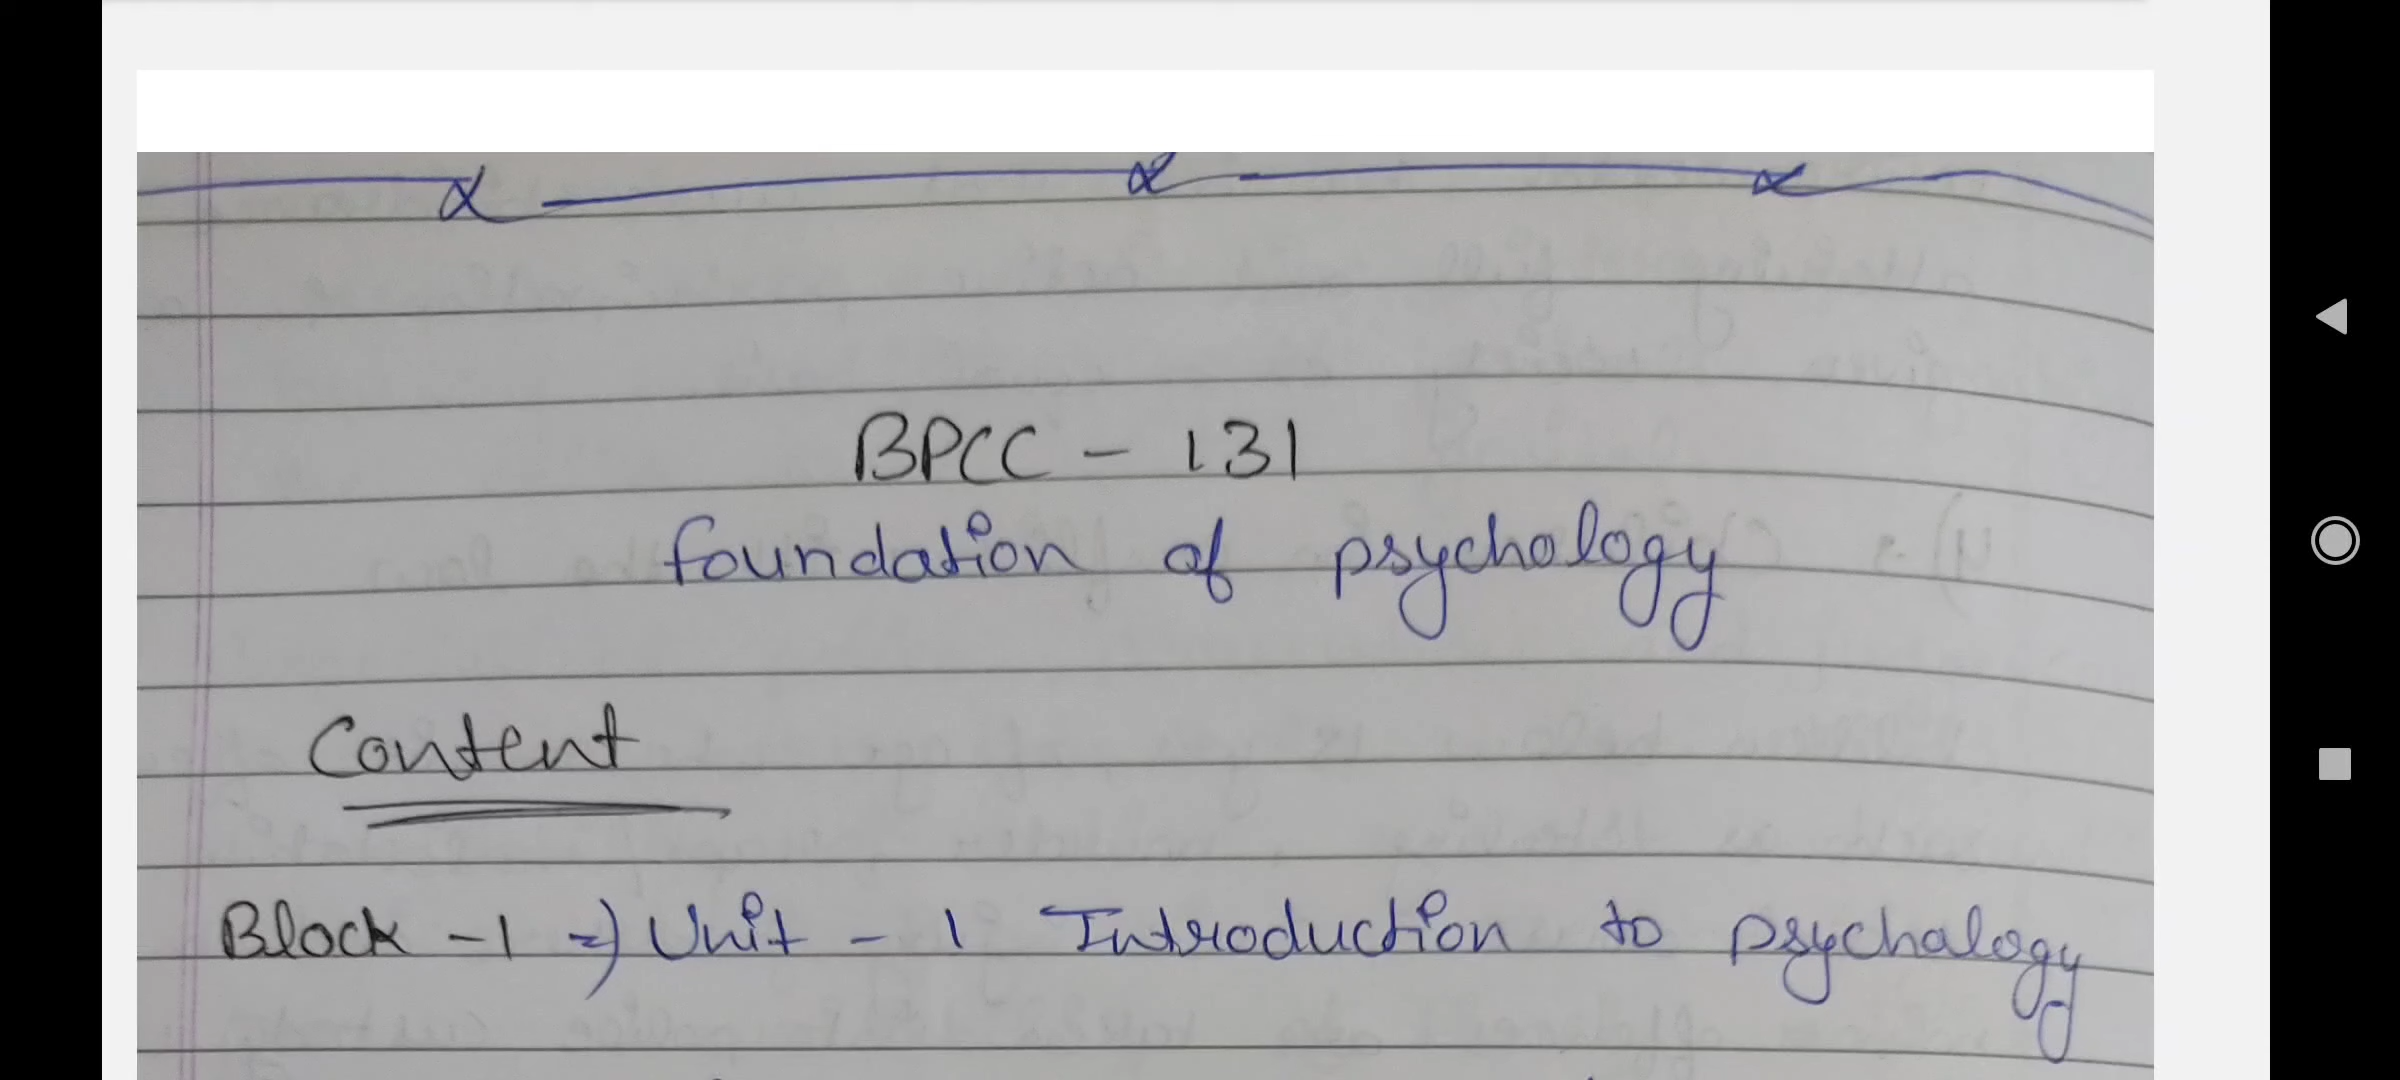 BPCC - 131
foundation of psychology
Content
Block - 1 => Unit - 1 Introduction to psychology